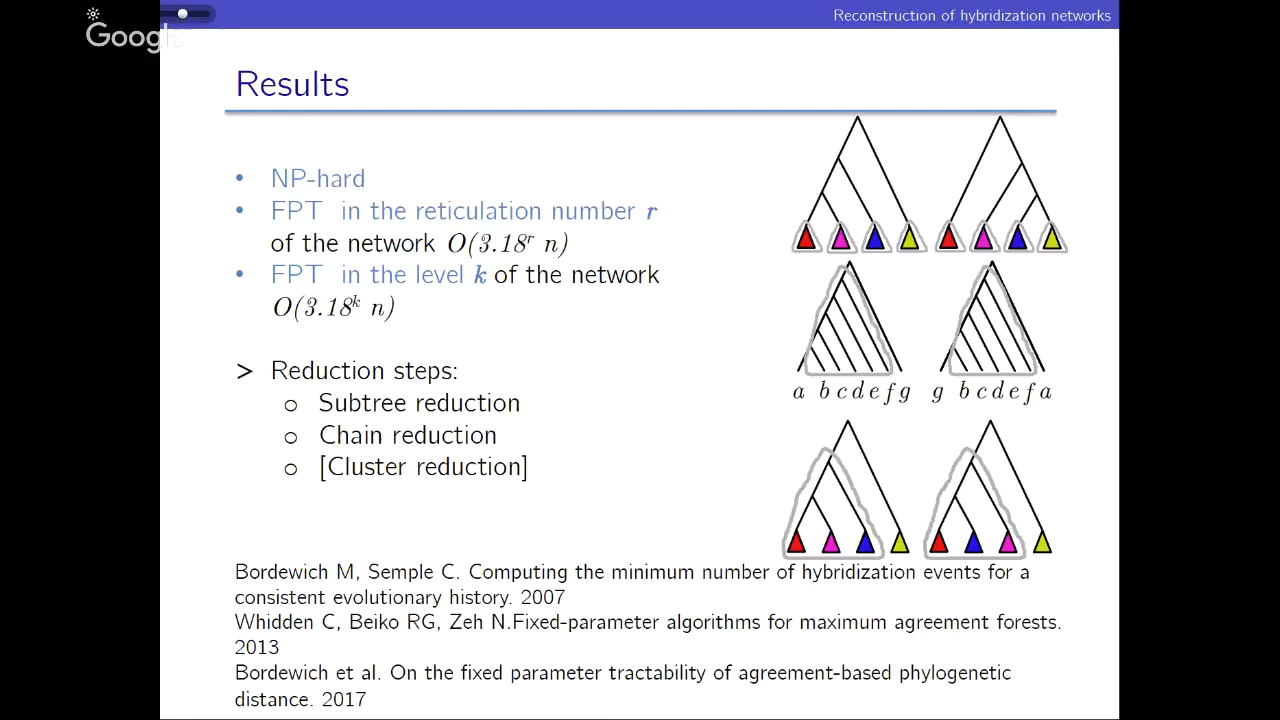 Reconstruction of hybridization networks
Google
Results
• NP-hard
• FPT in the reticulation number r
of the network O(3.18^r n)
• FPT in the level k of the network
O(3.18^k n)
> Reduction steps:
o Subtree reduction
o Chain reduction
o [Cluster reduction]
a b c d e f g
g b c d e f a
Bordewich M, Semple C. Computing the minimum number of hybridization events for a
consistent evolutionary history. 2007
Whidden C, Beiko RG, Zeh N.Fixed-parameter algorithms for maximum agreement forests.
2013
Bordewich et al. On the fixed parameter tractability of agreement-based phylogenetic
distance. 2017